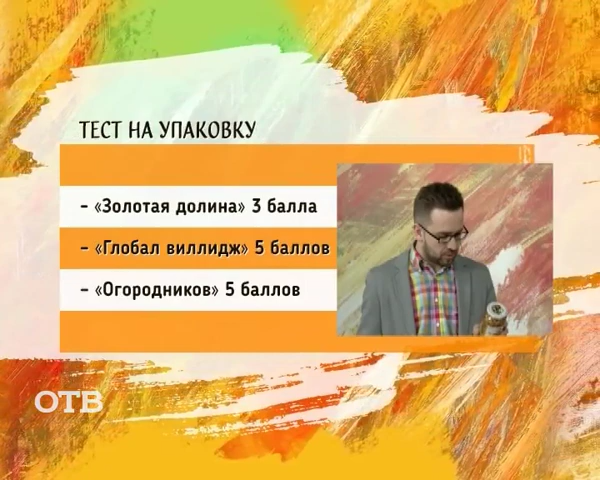 ТЕСТ НА УПАКОВКУ
- «Золотая долина» 3 балла
- «Глобал виллидж» 5 баллов
- «Огородников» 5 баллов
ОТВ